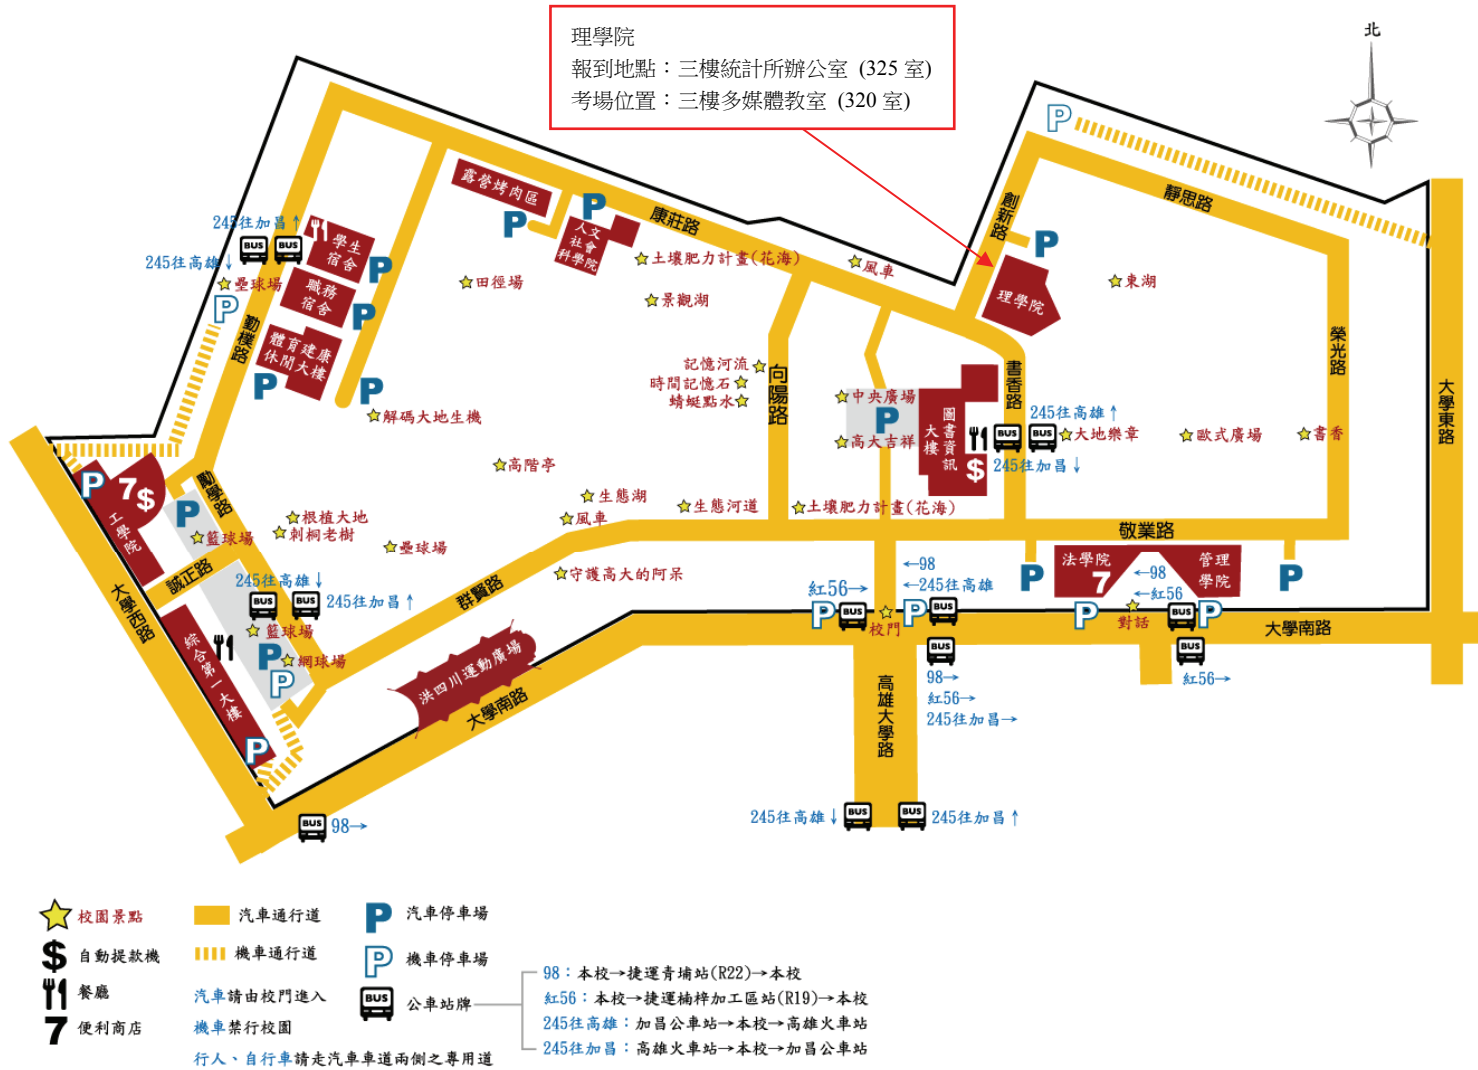 理學院
報到地點：三樓統計所辦公室 (325 室)
考場位置：三樓多媒體教室 (320 室)
北
P
靜思路
創新路
P
理學院
東湖
榮光路
大學東路
露營烤肉區
P
P
人文
社會
科學院
康莊路
土壤肥力計畫(花海)
風車
田徑場
景觀湖
245往加昌↑
BUS
BUS
245往高雄↓
壘球場
P
學生
宿舍
P
職務
宿舍
P
勤樸路
體育健康
休閒大樓
P
P
解碼大地生機
記憶河流
時間記憶石
蜻蜓點水
向陽路
中央廣場
P
高大吉祥
圖書資訊
大樓
$
書香路
245往高雄↑
BUS
BUS
245往加昌↓
大地樂章
歐式廣場
書香
高階亭
生態湖
風車
生態河道
土壤肥力計畫(花海)
敬業路
P
7$
工學院
P
勵學路
籃球場
根植大地
刺桐老樹
壘球場
誠正路
245往高雄↓
BUS
BUS
245往加昌↑
籃球場
P
網球場
P
綜合第一大樓
P
大學西路
群賢路
守護高大的阿呆
洪四川運動廣場
大學南路
BUS
98→
紅56→
P
BUS
校門
←98
←245往高雄
P
BUS
BUS
98→
紅56→
245往加昌→
高雄大學路
245往高雄↓
BUS
BUS
245往加昌↑
P
法學院
7
管理
學院
P
←98
←紅56
P
對話
BUS
P
大學南路
BUS
紅56→
校園景點
$ 自動提款機
餐廳
7 便利商店
汽車通行道
機車通行道
汽車請由校門進入
機車禁行校園
行人、自行車請走汽車車道兩側之專用道
P 汽車停車場
P 機車停車場
BUS 公車站牌
98：本校→捷運青埔站(R22)→本校
紅56：本校→捷運楠梓加工區站(R19)→本校
245往高雄：加昌公車站→本校→高雄火車站
245往加昌：高雄火車站→本校→加昌公車站